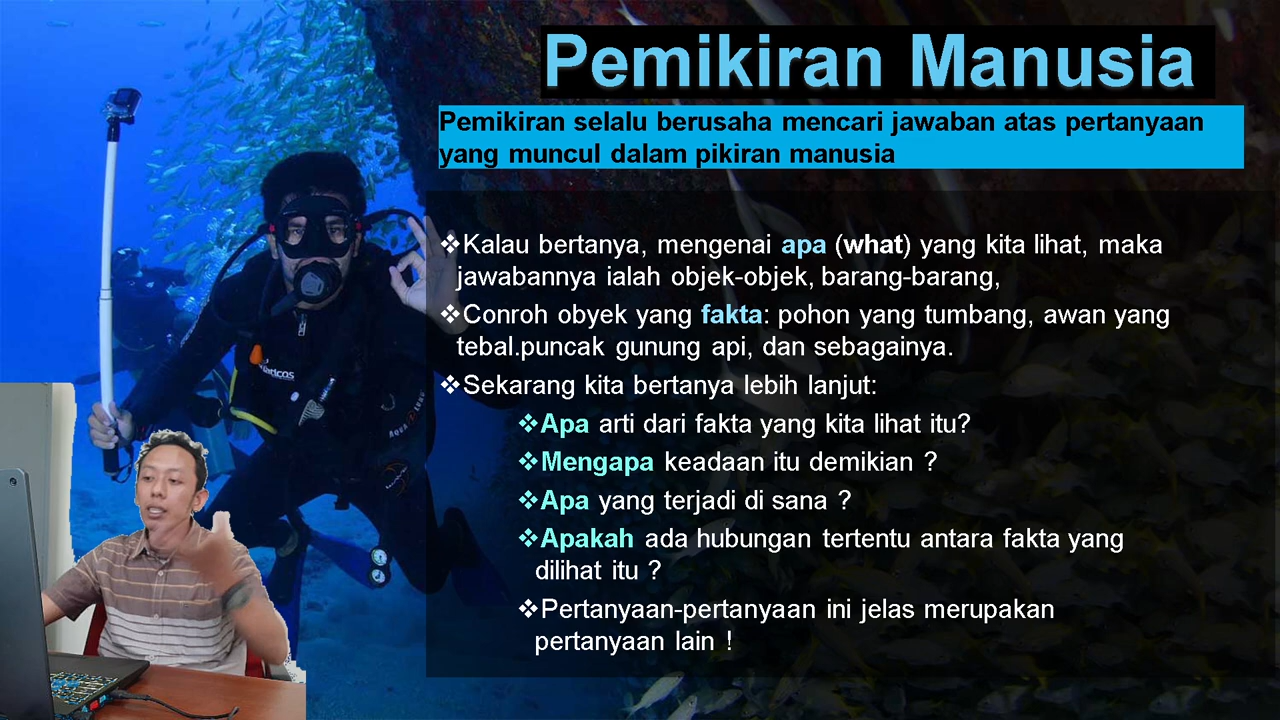 Pemikiran Manusia
Pemikiran selalu berusaha mencari jawaban atas pertanyaan
yang muncul dalam pikiran manusia
❖Kalau bertanya, mengenai apa (what) yang kita lihat, maka
jawabannya ialah objek-objek, barang-barang,
❖Conroh obyek yang fakta: pohon yang tumbang, awan yang
tebal.puncak gunung api, dan sebagainya.
❖Sekarang kita bertanya lebih lanjut:
❖Apa arti dari fakta yang kita lihat itu?
❖Mengapa keadaan itu demikian ?
❖Apa yang terjadi di sana ?
❖Apakah ada hubungan tertentu antara fakta yang
dilihat itu ?
❖Pertanyaan-pertanyaan ini jelas merupakan
pertanyaan lain !